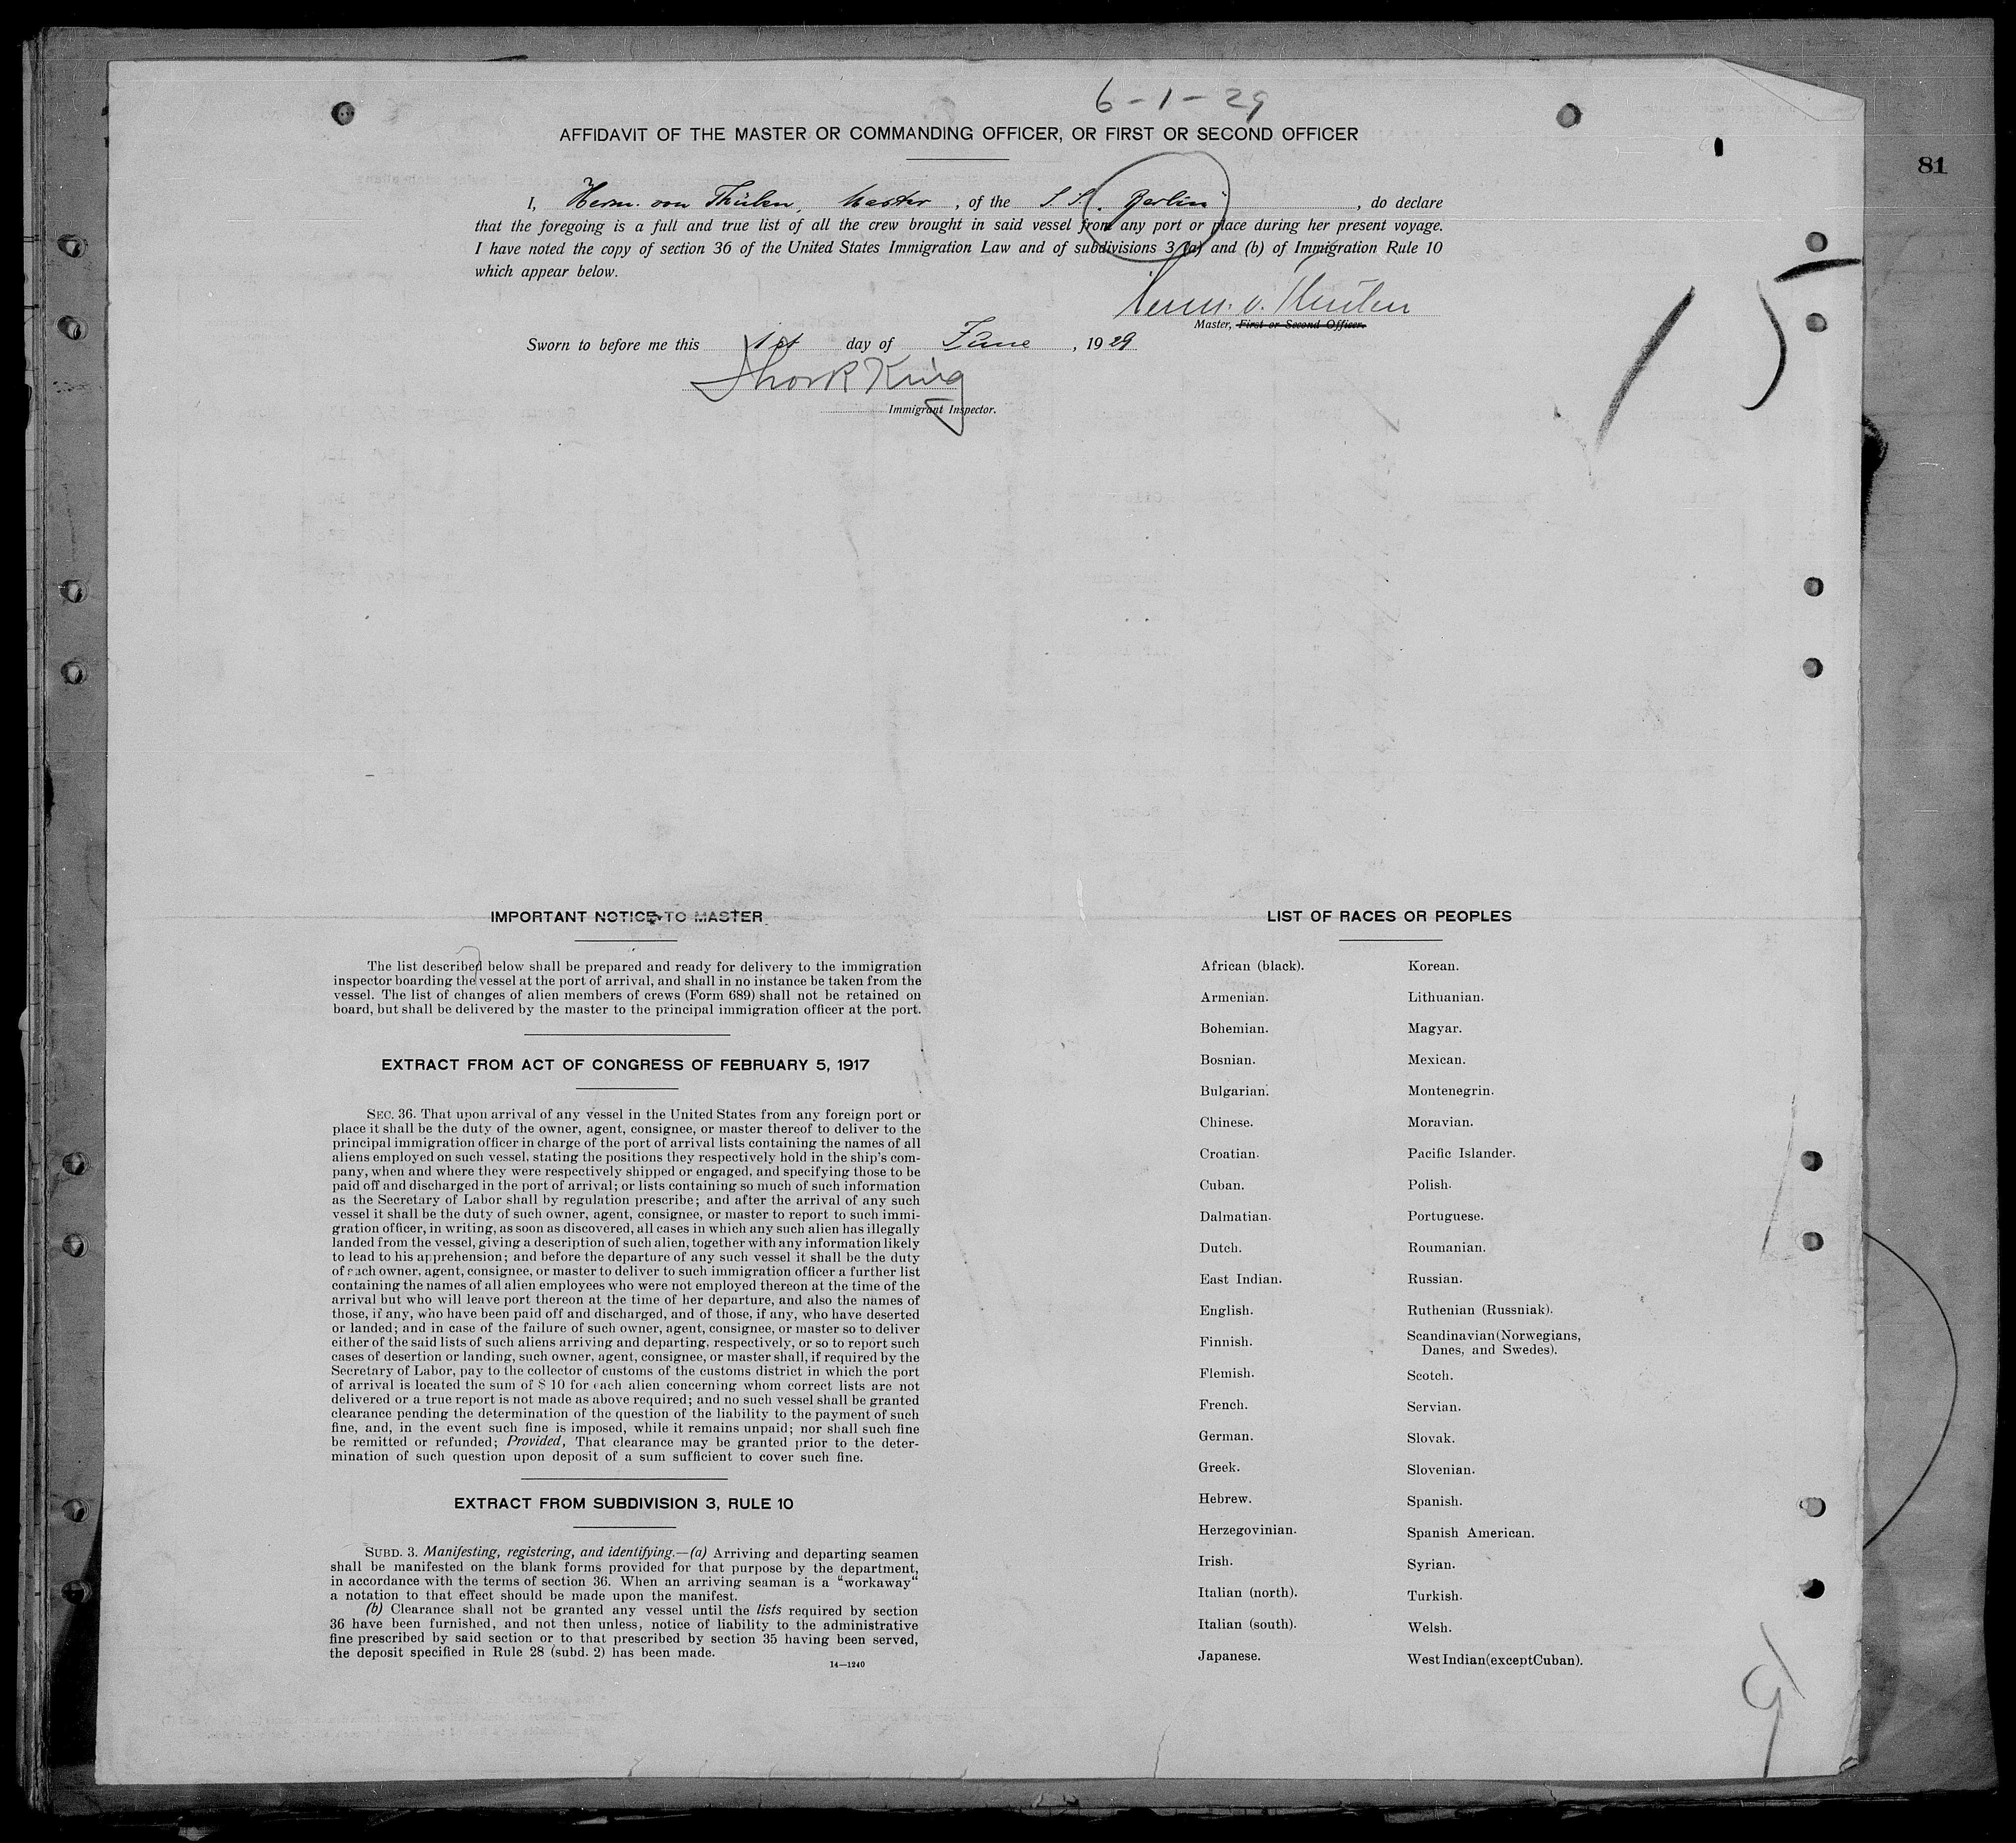 6-1-29
AFFIDAVIT OF THE MASTER OR COMMANDING OFFICER, OR FIRST OR SECOND OFFICER
81
I, Herm. von Thülen, Master, of the S.S. "Berlin", do declare
that the foregoing is a full and true list of all the crew brought in said vessel from any port or place during her present voyage.
I have noted the copy of section 36 of the United States Immigration Law and of subdivisions 3 (a) and (b) of Immigration Rule 10
which appear below.
Herm. v. Thülen
Master, First or Second Officer.
15
Sworn to before me this 1st day of June, 1929
King
Immigrant Inspector.
IMPORTANT NOTICE TO MASTER
The list described below shall be prepared and ready for delivery to the immigration
inspector boarding the vessel at the port of arrival, and shall in no instance be taken from the
vessel. The list of changes of alien members of crews (Form 689) shall not be retained on
board, but shall be delivered by the master to the principal immigration officer at the port.
EXTRACT FROM ACT OF CONGRESS OF FEBRUARY 5, 1917
SEC. 36. That upon arrival of any vessel in the United States from any foreign port or
place it shall be the duty of the owner, agent, consignee, or master thereof to deliver to the
principal immigration officer in charge of the port of arrival lists containing the names of all
aliens employed on such vessel, stating the positions they respectively hold in the ship's com-
pany, when and where they were respectively shipped or engaged, and specifying those to be
paid off and discharged in the port of arrival; or lists containing so much of such information
as the Secretary of Labor shall by regulation prescribe; and after the arrival of any such
vessel it shall be the duty of such owner, agent, consignee, or master to report to such immi-
gration officer, in writing, as soon as discovered, all cases in which any such alien has illegally
landed from the vessel, giving a description of such alien, together with any information likely
to lead to his apprehension; and before the departure of any such vessel it shall be the duty
of each owner, agent, consignee, or master to deliver to such immigration officer a further list
containing the names of all alien employees who were not employed thereon at the time of the
arrival but who will leave port thereon at the time of her departure, and also the names of
those, if any, who have been paid off and discharged, and of those, if any, who have deserted
or landed; and in case of the failure of such owner, agent, consignee, or master so to deliver
either of the said lists of such aliens arriving and departing, respectively, or so to report such
cases of desertion or landing, such owner, agent, consignee, or master shall, if required by the
Secretary of Labor, pay to the collector of customs of the customs district in which the port
of arrival is located the sum of $ 10 for each alien concerning whom correct lists are not
delivered or a true report is not made as above required; and no such vessel shall be granted
clearance pending the determination of the question of the liability to the payment of such
fine, and, in the event such fine is imposed, while it remains unpaid; nor shall such fine
be remitted or refunded; Provided, That clearance may be granted prior to the deter-
mination of such question upon deposit of a sum sufficient to cover such fine.
EXTRACT FROM SUBDIVISION 3, RULE 10
SUBD. 3. Manifesting, registering, and identifying.—(a) Arriving and departing seamen
shall be manifested on the blank forms provided for that purpose by the department,
in accordance with the terms of section 36. When an arriving seaman is a "workaway"
a notation to that effect should be made upon the manifest.
(b) Clearance shall not be granted any vessel until the lists required by section
36 have been furnished, and not then unless, notice of liability to the administrative
fine prescribed by said section or to that prescribed by section 35 having been served,
the deposit specified in Rule 28 (subd. 2) has been made.
14—1240
LIST OF RACES OR PEOPLES
African (black).
Armenian.
Bohemian.
Bosnian.
Bulgarian.
Chinese.
Croatian.
Cuban.
Dalmatian.
Dutch.
East Indian.
English.
Finnish.
Flemish.
French.
German.
Greek.
Hebrew.
Herzegovinian.
Irish.
Italian (north).
Italian (south).
Japanese.
Korean.
Lithuanian.
Magyar.
Mexican.
Montenegrin.
Moravian.
Pacific Islander.
Polish.
Portuguese.
Roumanian.
Russian.
Ruthenian (Russniak).
Scandinavian (Norwegians,
Danes, and Swedes).
Scotch.
Servian.
Slovak.
Slovenian.
Spanish.
Spanish American.
Syrian.
Turkish.
Welsh.
West Indian (except Cuban).